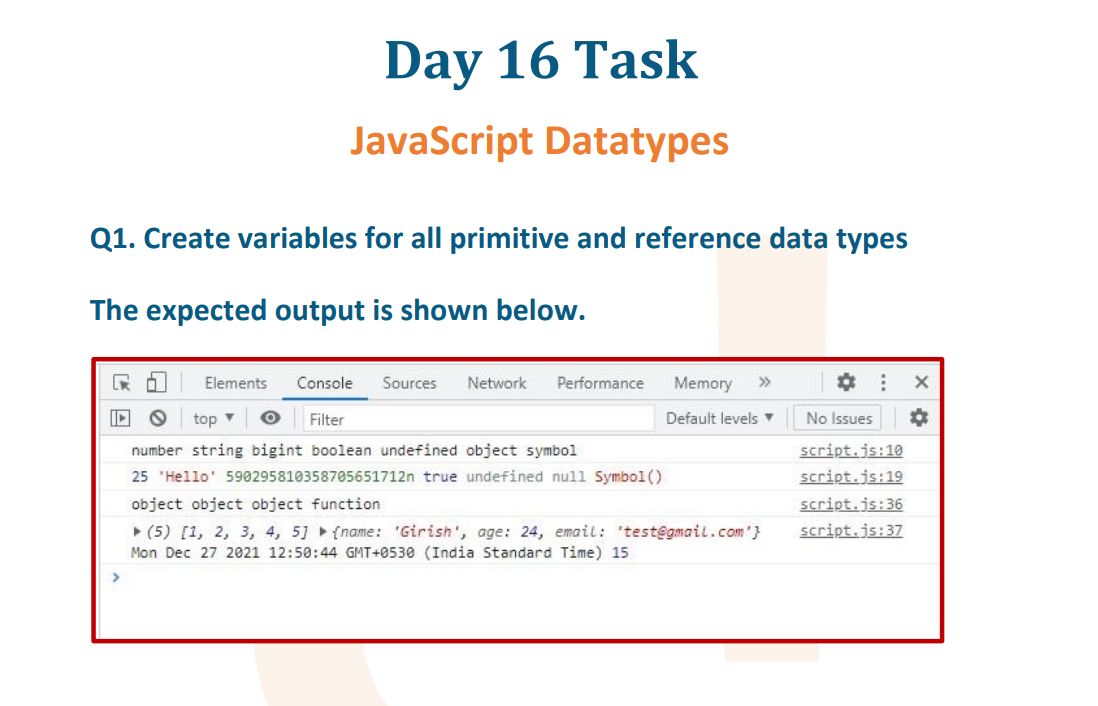 Day 16 Task
JavaScript Datatypes
Q1. Create variables for all primitive and reference data types
The expected output is shown below.
Elements Console Sources Network Performance Memory »
top ▼ Filter Default levels ▼ No Issues
number string bigint boolean undefined object symbol script.js:10
25 'Hello' 590295810358705651712n true undefined null Symbol() script.js:19
object object object function script.js:36
▶ (5) [1, 2, 3, 4, 5] ▶ {name: 'Girish', age: 24, email: 'test@gmail.com'} script.js:37
Mon Dec 27 2021 12:50:44 GMT+0530 (India Standard Time) 15